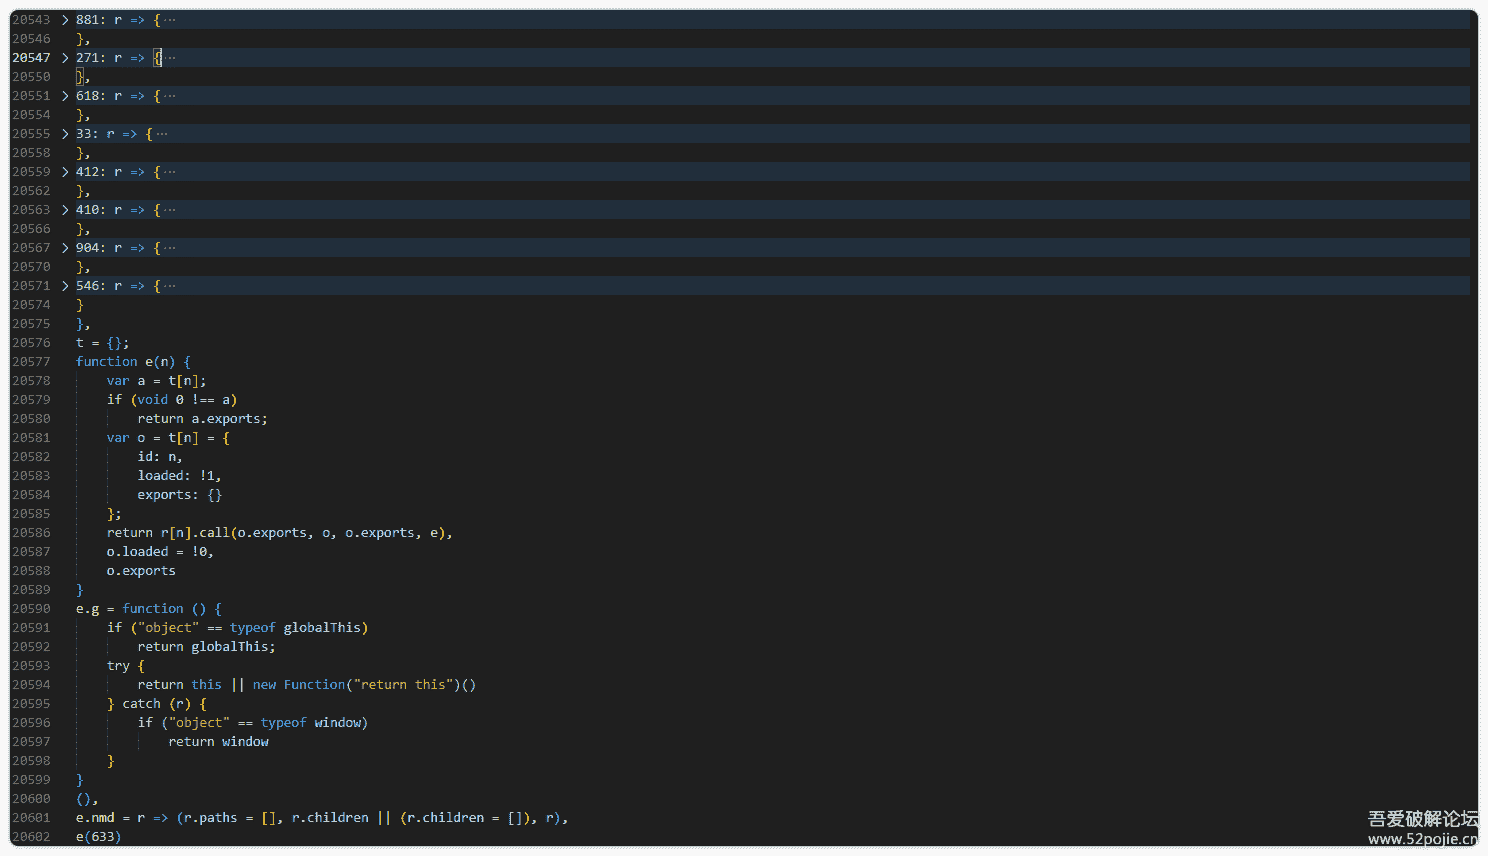 20543 > 881: r => { ···
20546 },
20547 > 271: r => { ···
20550 },
20551 > 618: r => { ···
20554 },
20555 > 33: r => { ···
20558 },
20559 > 412: r => { ···
20562 },
20563 > 410: r => { ···
20566 },
20567 > 904: r => { ···
20570 },
20571 > 546: r => { ···
20574 }
20575 },
20576 t = {};
20577 function e(n) {
20578 var a = t[n];
20579 if (void 0 !== a)
20580 return a.exports;
20581 var o = t[n] = {
20582 id: n,
20583 loaded: !1,
20584 exports: {}
20585 };
20586 return r[n].call(o.exports, o, o.exports, e),
20587 o.loaded = !0,
20588 o.exports
20589 }
20590 e.g = function () {
20591 if ("object" == typeof globalThis)
20592 return globalThis;
20593 try {
20594 return this || new Function("return this")()
20595 } catch (r) {
20596 if ("object" == typeof window)
20597 return window
20598 }
20599 }
20600 (),
20601 e.nmd = r => (r.paths = [], r.children || (r.children = []), r),
20602 e(633)
吾爱破解论坛
www.52pojie.cn